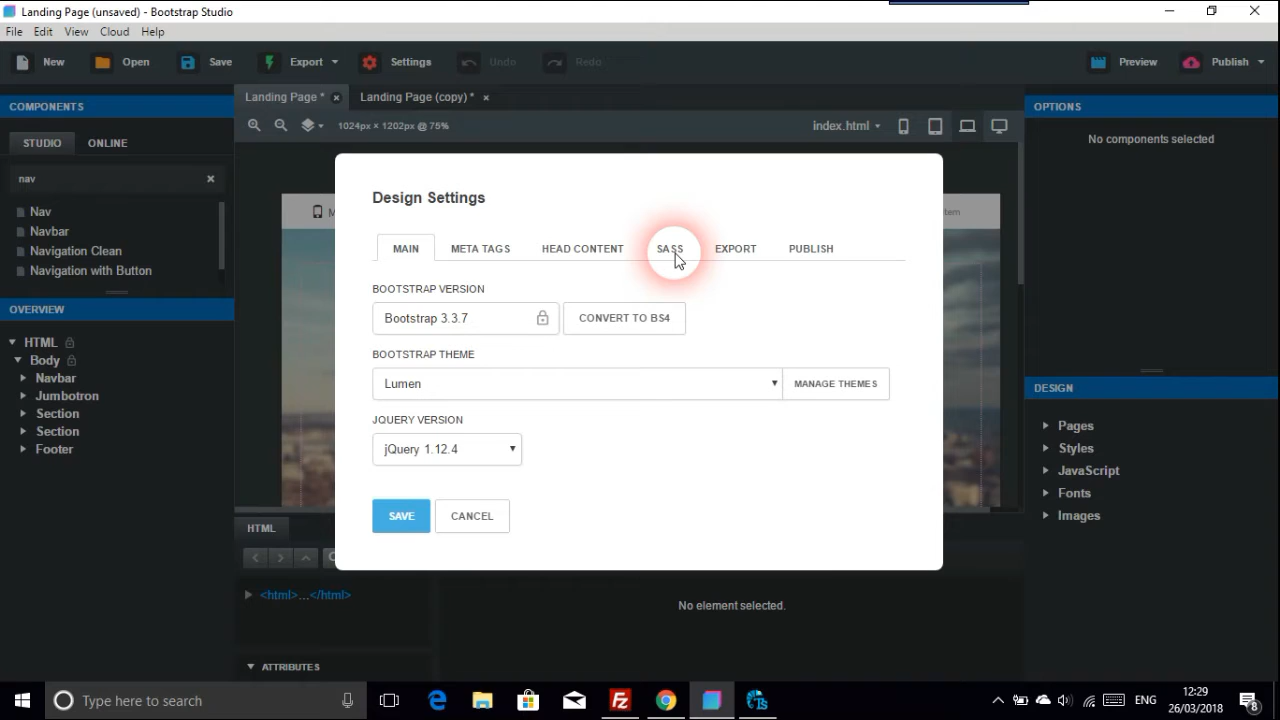 Landing Page (unsaved) - Bootstrap Studio
File Edit View Cloud Help
New Open Save Export Settings Undo Redo Preview Publish
COMPONENTS
Landing Page * Landing Page (copy) *
OPTIONS
STUDIO ONLINE
1024px × 1202px @ 75%
index.html
No components selected
nav
Nav
Navbar
Navigation Clean
Navigation with Button
OVERVIEW
HTML
Body
Navbar
Jumbotron
Section
Section
Footer
Design Settings
MAIN META TAGS HEAD CONTENT SASS EXPORT PUBLISH
BOOTSTRAP VERSION
Bootstrap 3.3.7 CONVERT TO BS4
BOOTSTRAP THEME
Lumen MANAGE THEMES
JQUERY VERSION
jQuery 1.12.4
SAVE CANCEL
DESIGN
Pages
Styles
JavaScript
Fonts
Images
HTML
<html>...</html>
No element selected.
ATTRIBUTES
Type here to search
Fz
Ts
ENG
12:29
26/03/2018
8